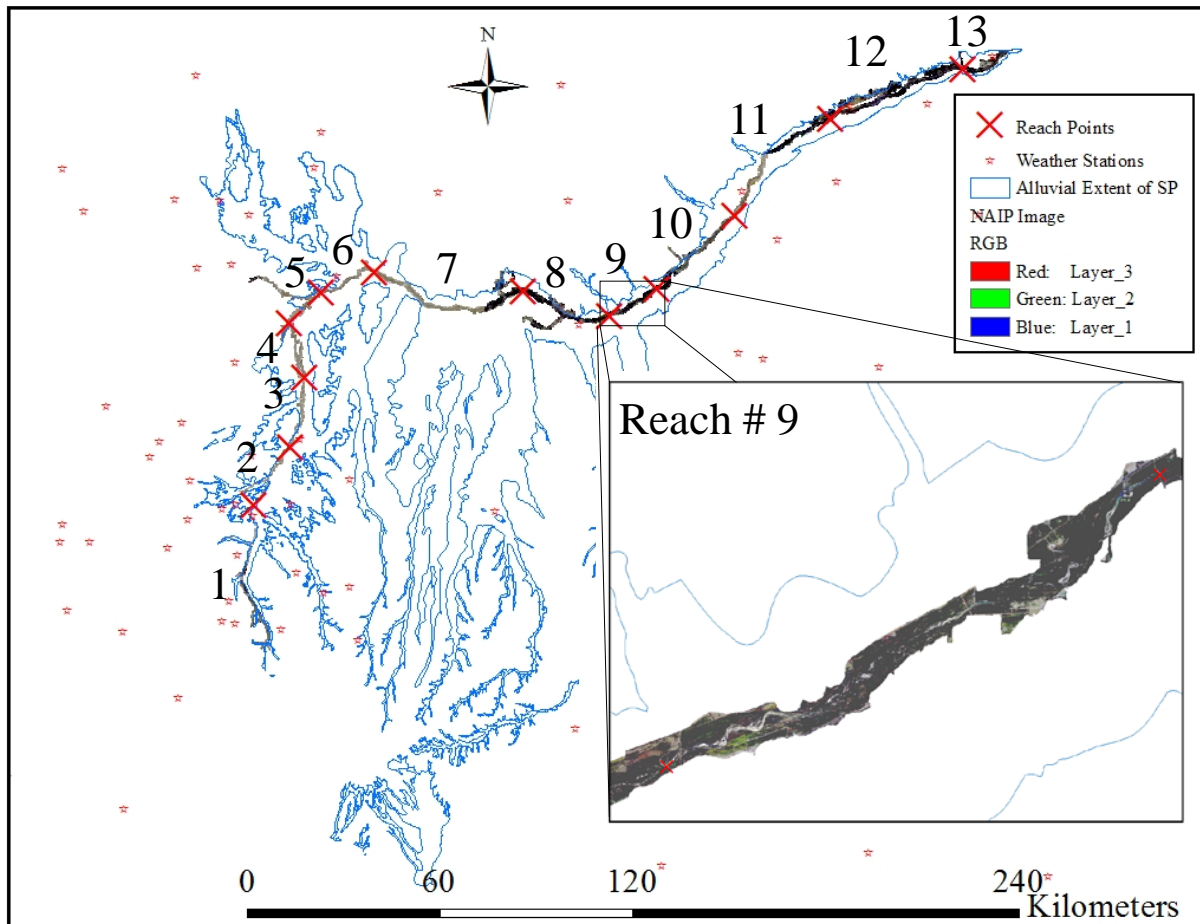 13
12
N
11
Reach Points
Weather Stations
Alluvial Extent of SP
NAIP Image
RGB
Red: Layer_3
Green: Layer_2
Blue: Layer_1
10
9
8
7
6
5
4
3
2
1
Reach # 9
0 60 120 240
Kilometers